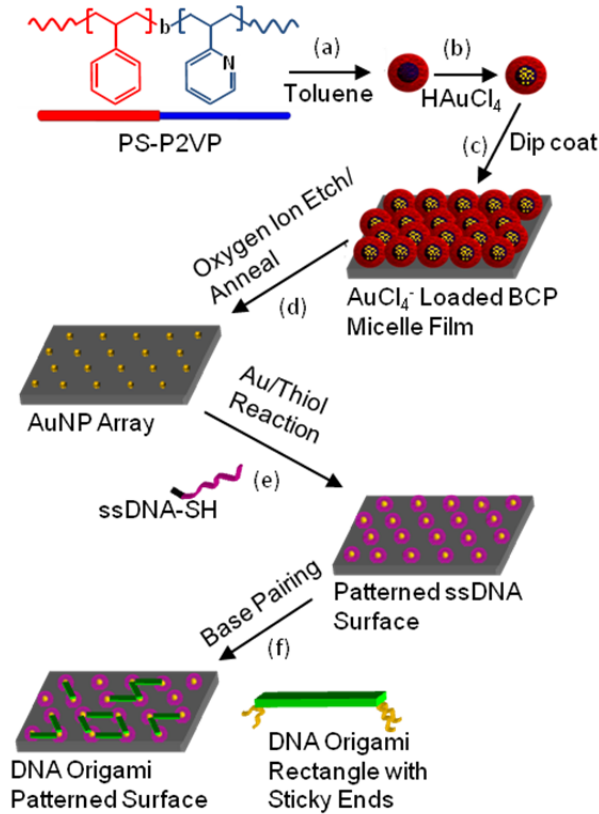 b
N
(a)
Toluene
(b)
HAuCl4
PS-P2VP
(c)
Dip coat
Oxygen Ion Etch/
Anneal
(d)
AuCl4- Loaded BCP
Micelle Film
AuNP Array
Au/Thiol
Reaction
(e)
ssDNA-SH
Patterned ssDNA
Surface
Base Pairing
(f)
DNA Origami
Patterned Surface
DNA Origami
Rectangle with
Sticky Ends